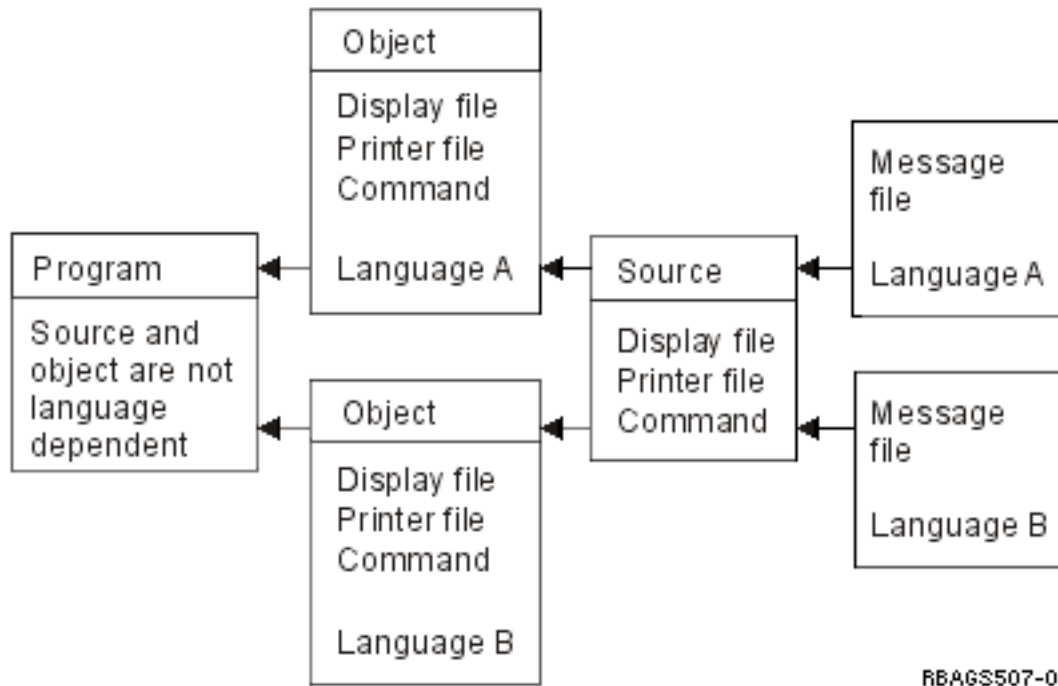 Program
Source and
object are not
language
dependent
Object
Display file
Printer file
Command
Language A
Object
Display file
Printer file
Command
Language B
Source
Display file
Printer file
Command
Message
file
Language A
Message
file
Language B
RBAGS507-0